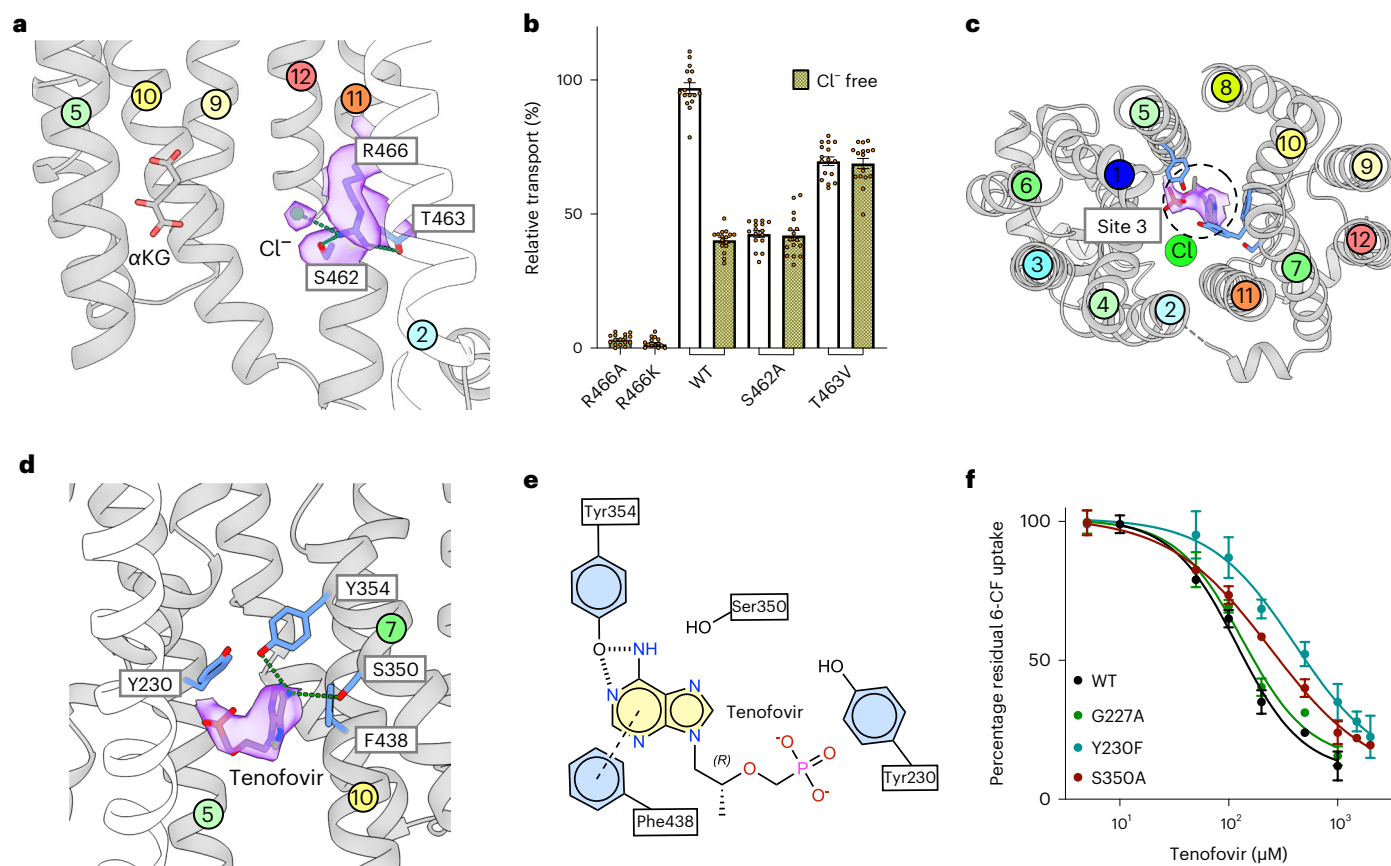 a
12
10
11
5
9
R466
T463
Cl⁻
αKG
S462
2
b
Cl⁻ free
Relative transport (%)
100
50
0
R466A
R466K
WT
S462A
T463V
c
8
5
10
1
9
6
Site 3
Cl
12
3
7
11
4
2
d
Y354
7
Y230
S350
F438
Tenofovir
10
5
e
Tyr354
Ser350
HO
O
NH
N
N
HO
Tenofovir
N
N
(R)
O
⁻O
O
P
O⁻
Tyr230
Phe438
f
Percentage residual 6-CF uptake
100
50
0
WT
G227A
Y230F
S350A
10¹
10²
10³
Tenofovir (µM)